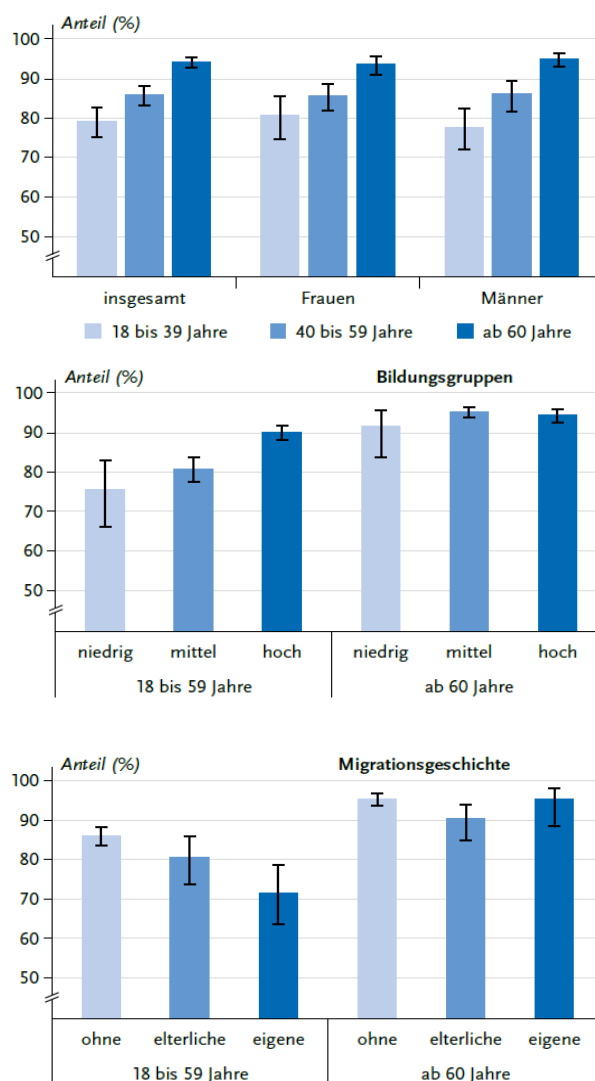 Anteil (%)
100
90
80
70
60
50
insgesamt Frauen Männer
18 bis 39 Jahre 40 bis 59 Jahre ab 60 Jahre
Anteil (%) Bildungsgruppen
100
90
80
70
60
50
niedrig mittel hoch niedrig mittel hoch
18 bis 59 Jahre ab 60 Jahre
Anteil (%) Migrationsgeschichte
100
90
80
70
60
50
ohne elterliche eigene ohne elterliche eigene
18 bis 59 Jahre ab 60 Jahre